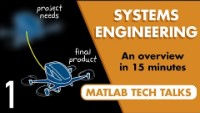 project
needs
final
product
1
SYSTEMS
ENGINEERING
An overview
in 15 minutes
MATLAB TECH TALKS